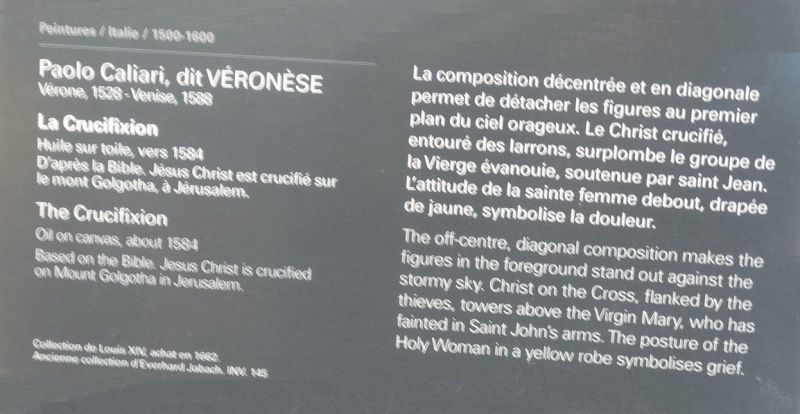 Peintures / Italie / 1500-1600
Paolo Caliari, dit VÉRONÈSE
Vérone, 1528 - Venise, 1588
La Crucifixion
Huile sur toile, vers 1584
D'après la Bible. Jésus Christ est crucifié sur
le mont Golgotha, à Jérusalem.
The Crucifixion
Oil on canvas, about 1584
Based on the Bible. Jesus Christ is crucified
on Mount Golgotha in Jerusalem.
Collection de Louis XIV, achat en 1662.
Ancienne collection d'Everhard Jabach. INV. 145
La composition décentrée et en diagonale
permet de détacher les figures au premier
plan du ciel orageux. Le Christ crucifié,
entouré des larrons, surplombe le groupe de
la Vierge évanouie, soutenue par saint Jean.
L'attitude de la sainte femme debout, drapée
de jaune, symbolise la douleur.
The off-centre, diagonal composition makes the
figures in the foreground stand out against the
stormy sky. Christ on the Cross, flanked by the
thieves, towers above the Virgin Mary, who has
fainted in Saint John's arms. The posture of the
Holy Woman in a yellow robe symbolises grief.